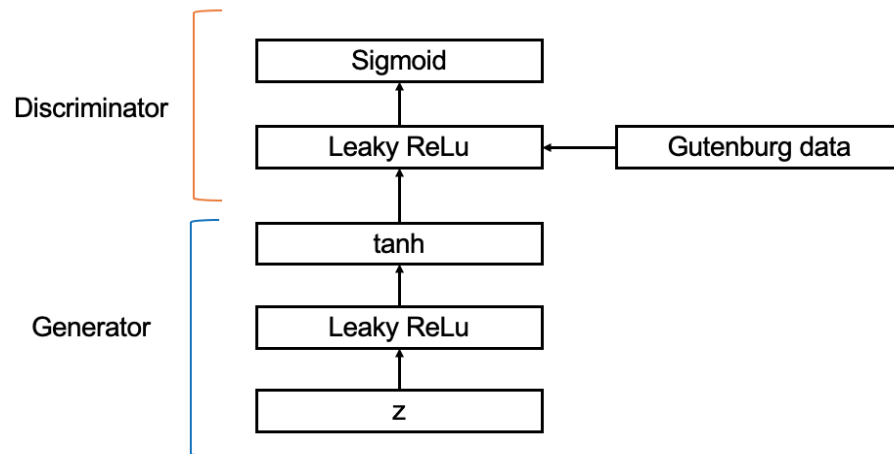 Sigmoid
Discriminator
Leaky ReLu
Gutenburg data
tanh
Generator
Leaky ReLu
z